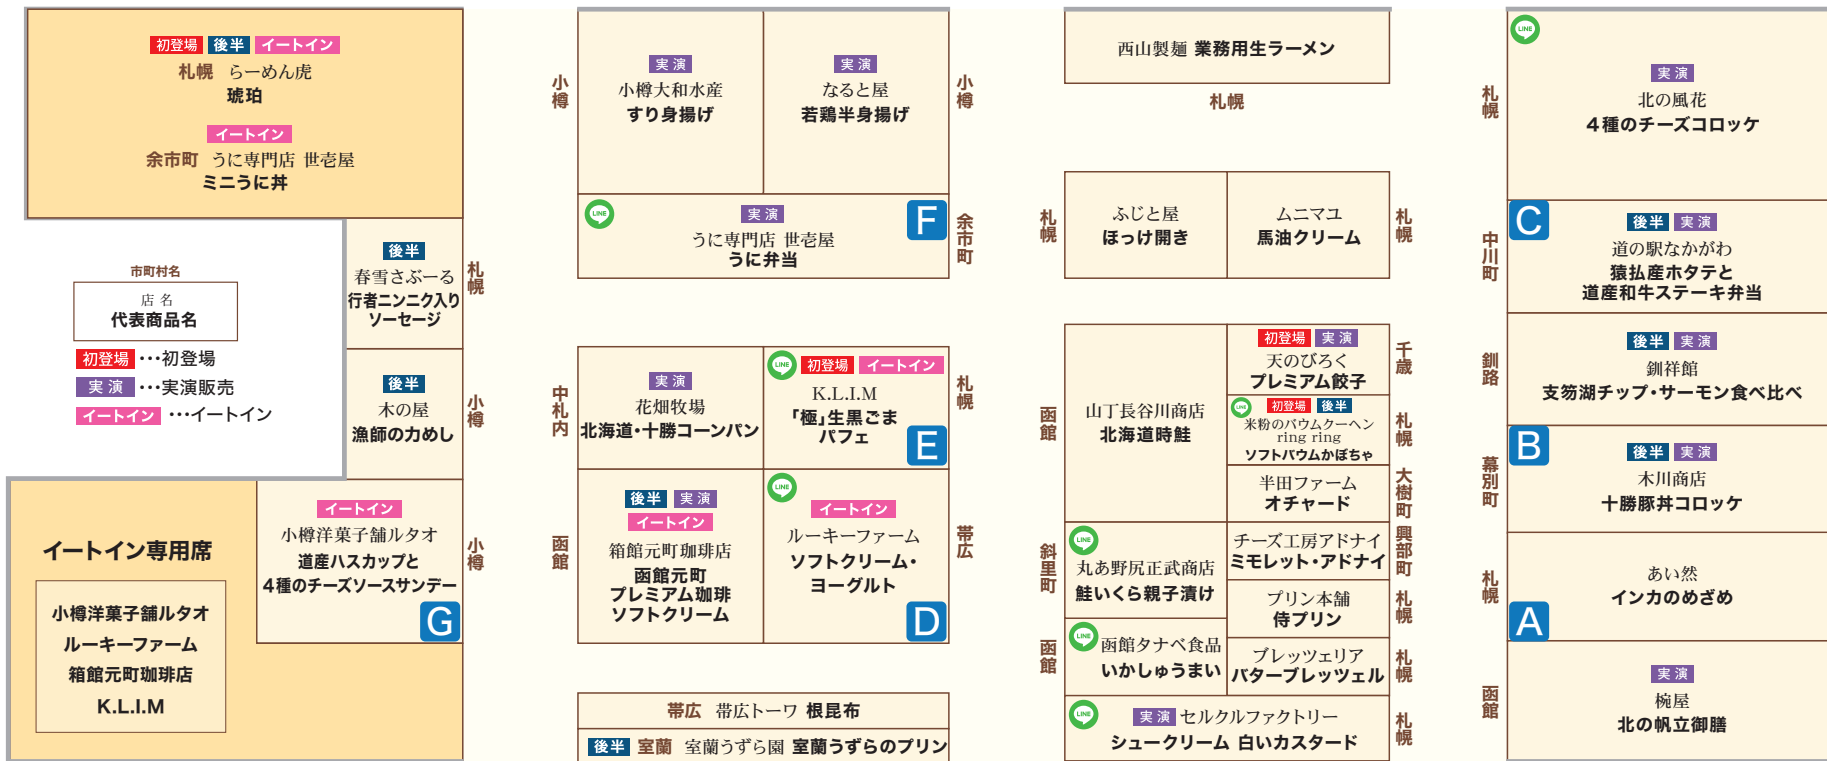 初登場 後半 イートイン
札幌 らーめん虎
琥珀
イートイン
余市町 うに専門店 世壱屋
ミニうに丼
市町村名
店 名
代表商品名
初登場 ･･･初登場
実 演 ･･･実演販売
イートイン ･･･イートイン
後半
春雪さぶーる
行者ニンニク入り
ソーセージ
札幌
後半
木の屋
漁師の力めし
小樽
イートイン
小樽洋菓子舗ルタオ
道産ハスカップと
4種のチーズソースサンデー
G
小樽
イートイン専用席
小樽洋菓子舗ルタオ
ルーキーファーム
箱館元町珈琲店
K.L.I.M
小樽
実 演
小樽大和水産
すり身揚げ
実 演
なると屋
若鶏半身揚げ
小樽
LINE
実 演
うに専門店 世壱屋
うに弁当
F
余市町
中札内
実 演
花畑牧場
北海道・十勝コーンパン
LINE
初登場 イートイン
K.L.I.M
「極」生黒ごま
パフェ
E
札幌
函館
後半 実 演
イートイン
箱館元町珈琲店
函館元町
プレミアム珈琲
ソフトクリーム
LINE
イートイン
ルーキーファーム
ソフトクリーム・
ヨーグルト
D
帯広
帯広 帯広トーワ 根昆布
後半 室蘭 室蘭うずら園 室蘭うずらのプリン
西山製麺 業務用生ラーメン
札幌
札幌
ふじと屋
ほっけ開き
ムニマユ
馬油クリーム
札幌
函館
山丁長谷川商店
北海道時鮭
初登場 実 演
天のびろく
プレミアム餃子
千歳
LINE
初登場 後半
米粉のバウムクーヘン
ring ring
ソフトバウムかぼちゃ
札幌
半田ファーム
オチャード
大樹町
斜里町
LINE
丸あ野尻正武商店
鮭いくら親子漬け
チーズ工房アドナイ
ミモレット・アドナイ
興部町
プリン本舗
侍プリン
札幌
函館
LINE
函館タナベ食品
いかしゅうまい
ブレッツェリア
バターブレッツェル
札幌
LINE
実 演 セルクルファクトリー
シュークリーム 白いカスタード
札幌
LINE
札幌
実 演
北の風花
4種のチーズコロッケ
C
中川町
後半 実 演
道の駅なかがわ
猿払産ホタテと
道産和牛ステーキ弁当
釧路
後半 実 演
釧祥館
支笏湖チップ・サーモン食べ比べ
B
幕別町
後半 実 演
木川商店
十勝豚丼コロッケ
札幌
あい然
インカのめざめ
A
函館
実 演
椀屋
北の帆立御膳